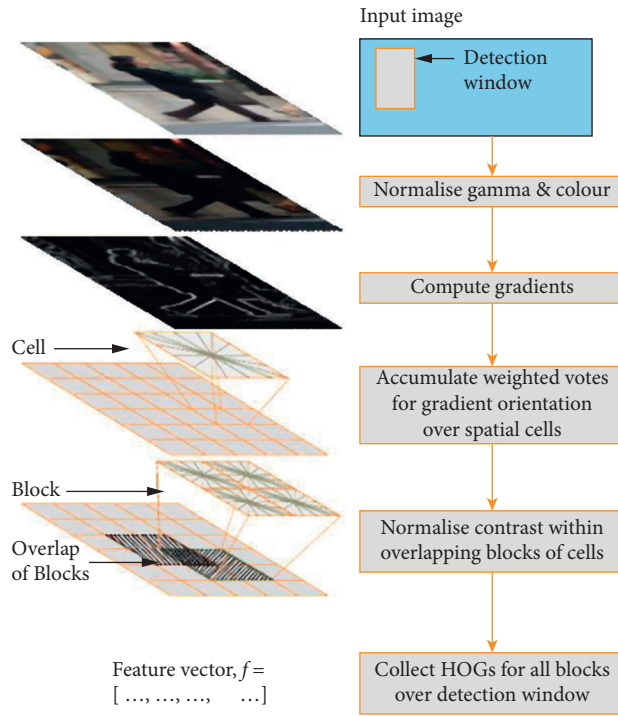 Input image
Detection
window
Normalise gamma & colour
Compute gradients
Cell
Accumulate weighted votes
for gradient orientation
over spatial cells
Block
Overlap
of Blocks
Normalise contrast within
overlapping blocks of cells
Feature vector, f =
[ …, …, …, …]
Collect HOGs for all blocks
over detection window